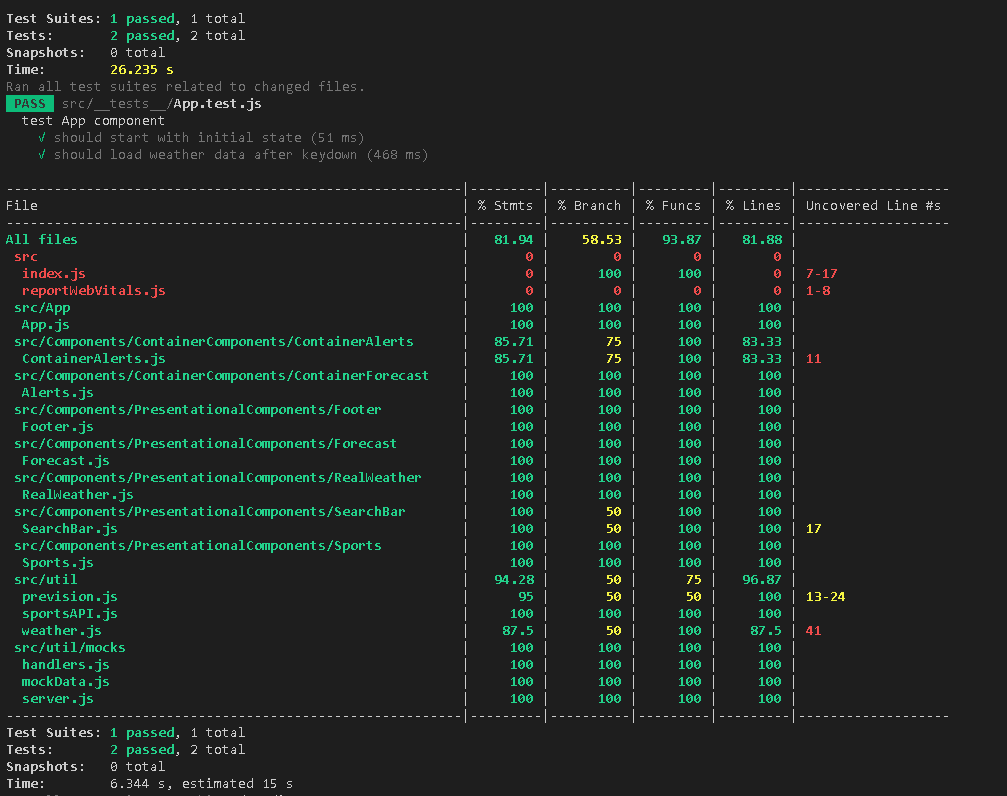 Test Suites: 1 passed, 1 total
Tests:       2 passed, 2 total
Snapshots:   0 total
Time:        26.235 s
Ran all test suites related to changed files.
PASS src/__tests__/App.test.js
  test App component
    √ should start with initial state (51 ms)
    √ should load weather data after keydown (468 ms)
File | % Stmts | % Branch | % Funcs | % Lines | Uncovered Line #s
All files | 81.94 | 58.53 | 93.87 | 81.88 |
src | 0 | 0 | 0 | 0 |
index.js | 0 | 100 | 100 | 0 | 7-17
reportWebVitals.js | 0 | 0 | 0 | 0 | 1-8
src/App | 100 | 100 | 100 | 100 |
App.js | 100 | 100 | 100 | 100 |
src/Components/ContainerComponents/ContainerAlerts | 85.71 | 75 | 100 | 83.33 |
ContainerAlerts.js | 85.71 | 75 | 100 | 83.33 | 11
src/Components/ContainerComponents/ContainerForecast | 100 | 100 | 100 | 100 |
Alerts.js | 100 | 100 | 100 | 100 |
src/Components/PresentationalComponents/Footer | 100 | 100 | 100 | 100 |
Footer.js | 100 | 100 | 100 | 100 |
src/Components/PresentationalComponents/Forecast | 100 | 100 | 100 | 100 |
Forecast.js | 100 | 100 | 100 | 100 |
src/Components/PresentationalComponents/RealWeather | 100 | 100 | 100 | 100 |
RealWeather.js | 100 | 100 | 100 | 100 |
src/Components/PresentationalComponents/SearchBar | 100 | 50 | 100 | 100 |
SearchBar.js | 100 | 50 | 100 | 100 | 17
src/Components/PresentationalComponents/Sports | 100 | 100 | 100 | 100 |
Sports.js | 100 | 100 | 100 | 100 |
src/util | 94.28 | 50 | 75 | 96.87 |
prevision.js | 95 | 50 | 50 | 100 | 13-24
sportsAPI.js | 100 | 100 | 100 | 100 |
weather.js | 87.5 | 50 | 100 | 87.5 | 41
src/util/mocks | 100 | 100 | 100 | 100 |
handlers.js | 100 | 100 | 100 | 100 |
mockData.js | 100 | 100 | 100 | 100 |
server.js | 100 | 100 | 100 | 100 |
Test Suites: 1 passed, 1 total
Tests:       2 passed, 2 total
Snapshots:   0 total
Time:        6.344 s, estimated 15 s